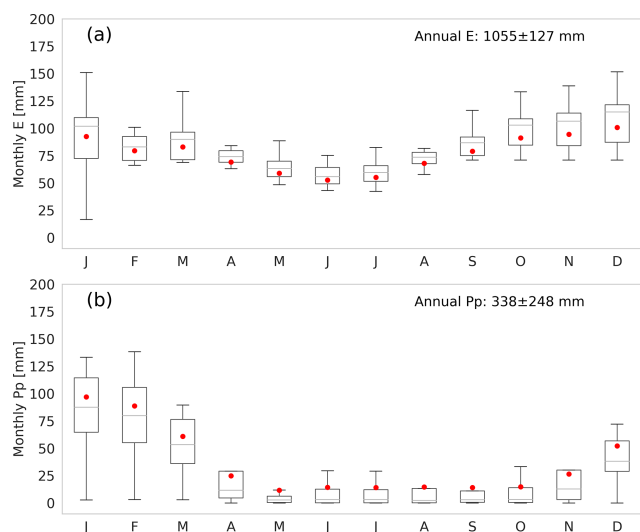 200
(a)
Annual E: 1055±127 mm
175
150
125
100
75
50
25
0
Monthly E [mm]
J F M A M J J A S O N D
200
(b)
Annual Pp: 338±248 mm
175
150
125
100
75
50
25
0
Monthly Pp [mm]
J F M A M J J A S O N D